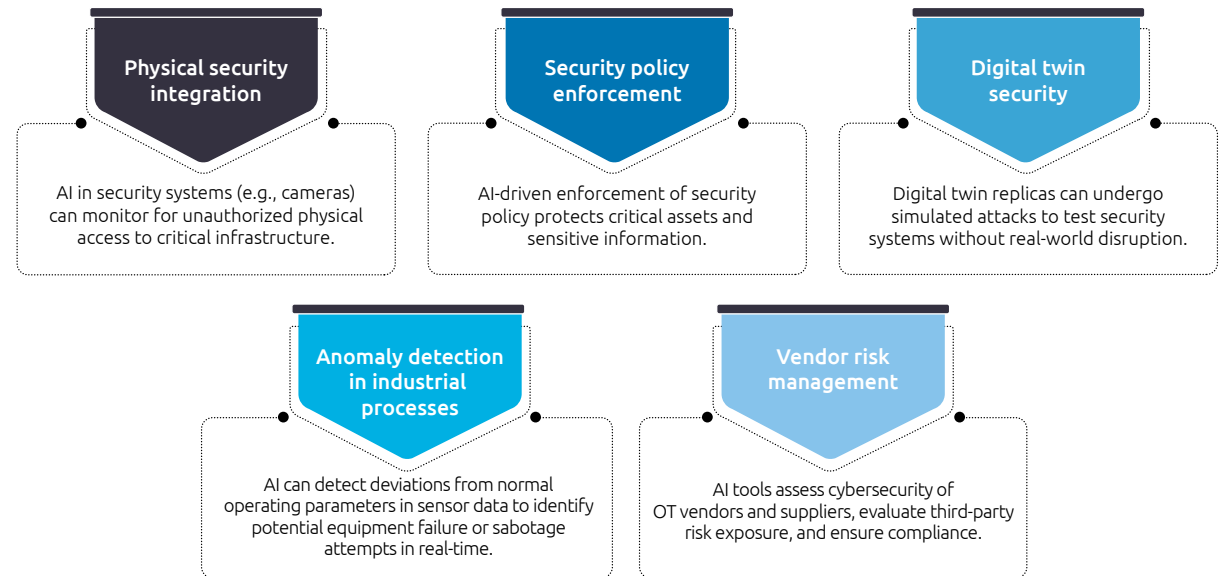 Physical security
integration
AI in security systems (e.g., cameras)
can monitor for unauthorized physical
access to critical infrastructure.
Security policy
enforcement
AI-driven enforcement of security
policy protects critical assets and
sensitive information.
Digital twin
security
Digital twin replicas can undergo
simulated attacks to test security
systems without real-world disruption.
Anomaly detection
in industrial
processes
AI can detect deviations from normal
operating parameters in sensor data to identify
potential equipment failure or sabotage
attempts in real-time.
Vendor risk
management
AI tools assess cybersecurity of
OT vendors and suppliers, evaluate third-party
risk exposure, and ensure compliance.